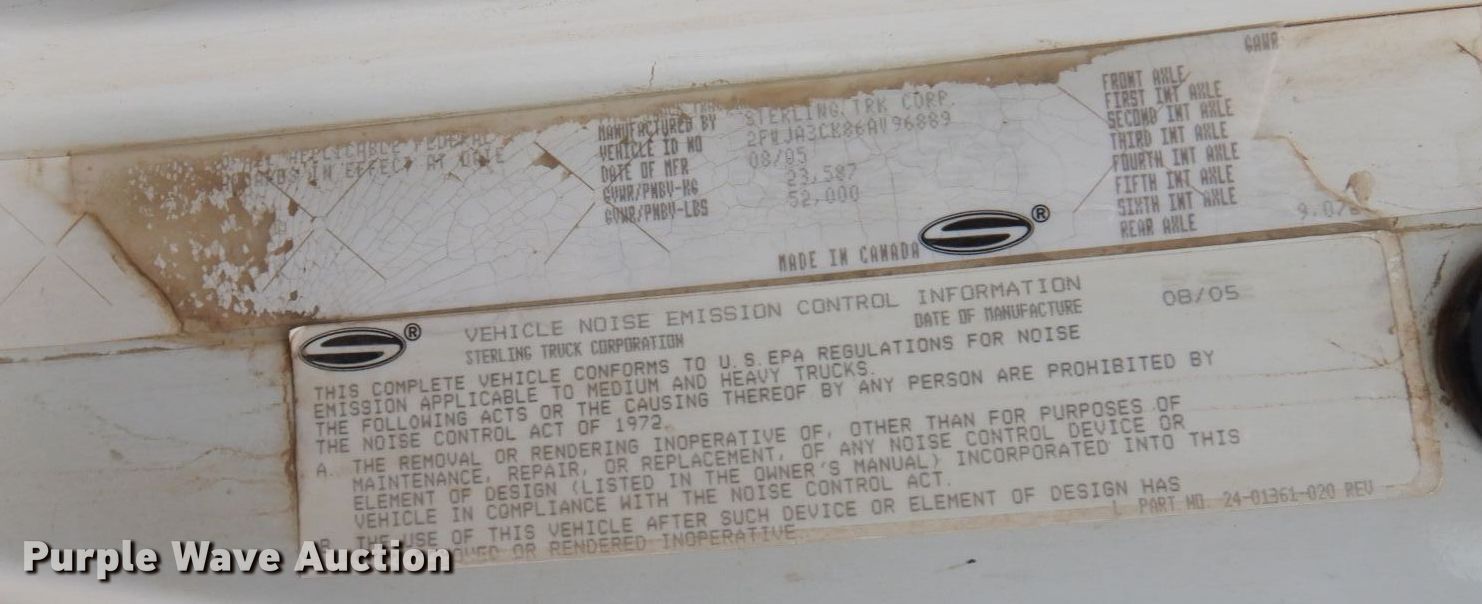 GAWR
ALL APPLICABLE FEDERAL
IN EFFECT AT DATE
MANUFACTURED BY STERLING TRK CORP.
VEHICLE ID NO 2FWJA3CK86AV96889
DATE OF MFR 08/05
GVWR/PNBV-KG 23,587
GVWR/PNBV-LBS 52,000
MADE IN CANADA
®
FRONT AXLE
FIRST INT AXLE
SECOND INT AXLE
THIRD INT AXLE
FOURTH INT AXLE
FIFTH INT AXLE
SIXTH INT AXLE
REAR AXLE
®
VEHICLE NOISE EMISSION CONTROL INFORMATION
STERLING TRUCK CORPORATION DATE OF MANUFACTURE 08/05
THIS COMPLETE VEHICLE CONFORMS TO U.S.EPA REGULATIONS FOR NOISE
EMISSION APPLICABLE TO MEDIUM AND HEAVY TRUCKS.
THE FOLLOWING ACTS OR THE CAUSING THEREOF BY ANY PERSON ARE PROHIBITED BY
THE NOISE CONTROL ACT OF 1972.
A. THE REMOVAL OR RENDERING INOPERATIVE OF, OTHER THAN FOR PURPOSES OF
MAINTENANCE, REPAIR, OR REPLACEMENT, OF ANY NOISE CONTROL DEVICE OR
ELEMENT OF DESIGN (LISTED IN THE OWNER'S MANUAL) INCORPORATED INTO THIS
VEHICLE IN COMPLIANCE WITH THE NOISE CONTROL ACT.
B. THE USE OF THIS VEHICLE AFTER SUCH DEVICE OR ELEMENT OF DESIGN HAS
OR RENDERED INOPERATIVE.
PART NO. 24-01361-020 REV
Purple Wave Auction